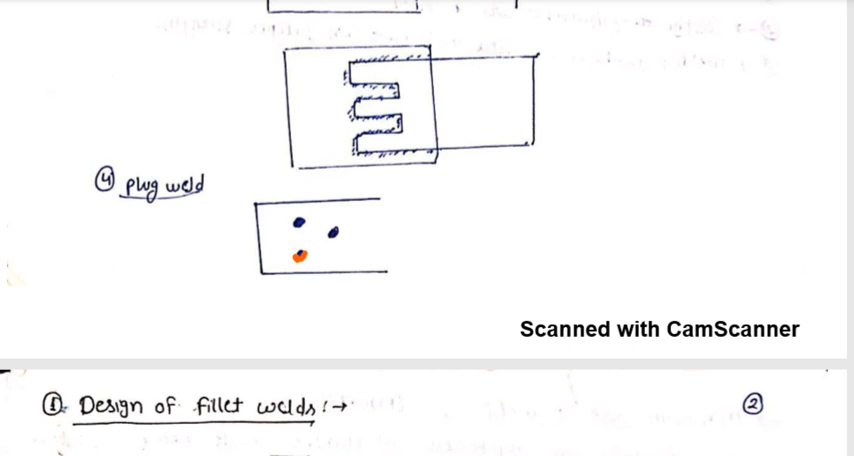 ④ plug weld
Scanned with CamScanner
①. Design of fillet welds :→
②